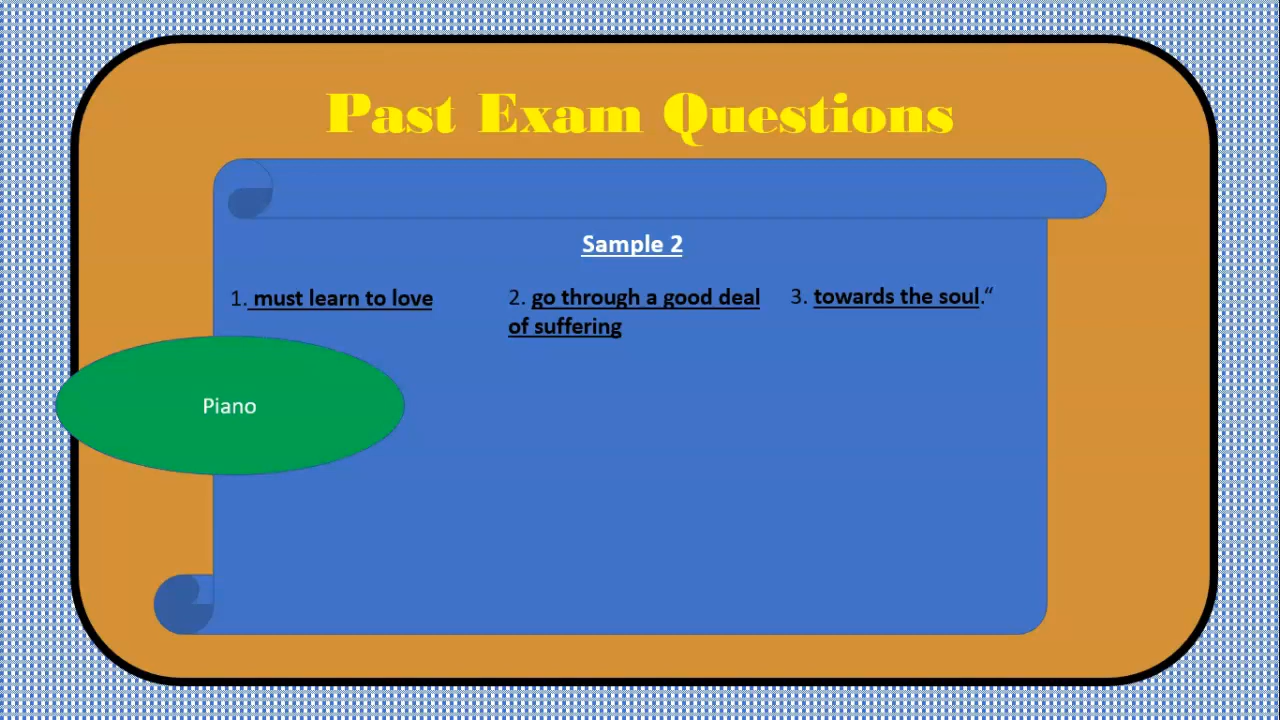 Past Exam Questions
Sample 2
1. must learn to love
2. go through a good deal
of suffering
3. towards the soul.“
Piano